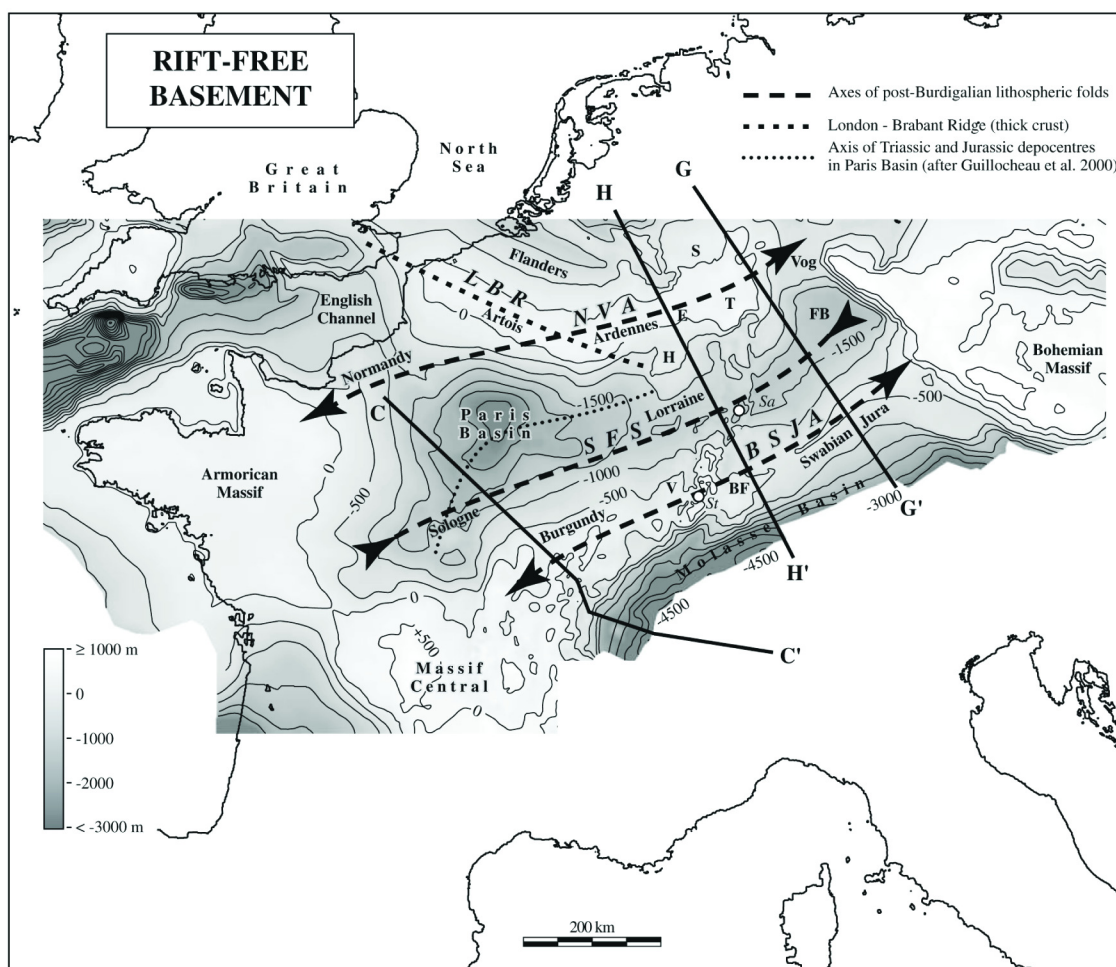 RIFT-FREE
BASEMENT
Axes of post-Burdigalian lithospheric folds
London - Brabant Ridge (thick crust)
Axis of Triassic and Jurassic depocentres
in Paris Basin (after Guillocheau et al. 2000)
North
Sea
Great
Britain
G
H
S
Vog
Flanders
LBR
NVA
T
FB
English
Channel
0
Artois
Ardennes
E
H
-1500
Bohemian
Massif
Normandy
C
-1500
Paris
Basin
Lorraine
Sa
-500
SFS
BSJA
Swabian Jura
Armorican
Massif
-500
-1000
-500
V
BF
St
Sologne
Burgundy
Molasse Basin
-3000
G'
-4500
H'
0
-4500
C'
+500
Massif
Central
0
0
≥ 1000 m
0
-1000
-2000
< -3000 m
200 km